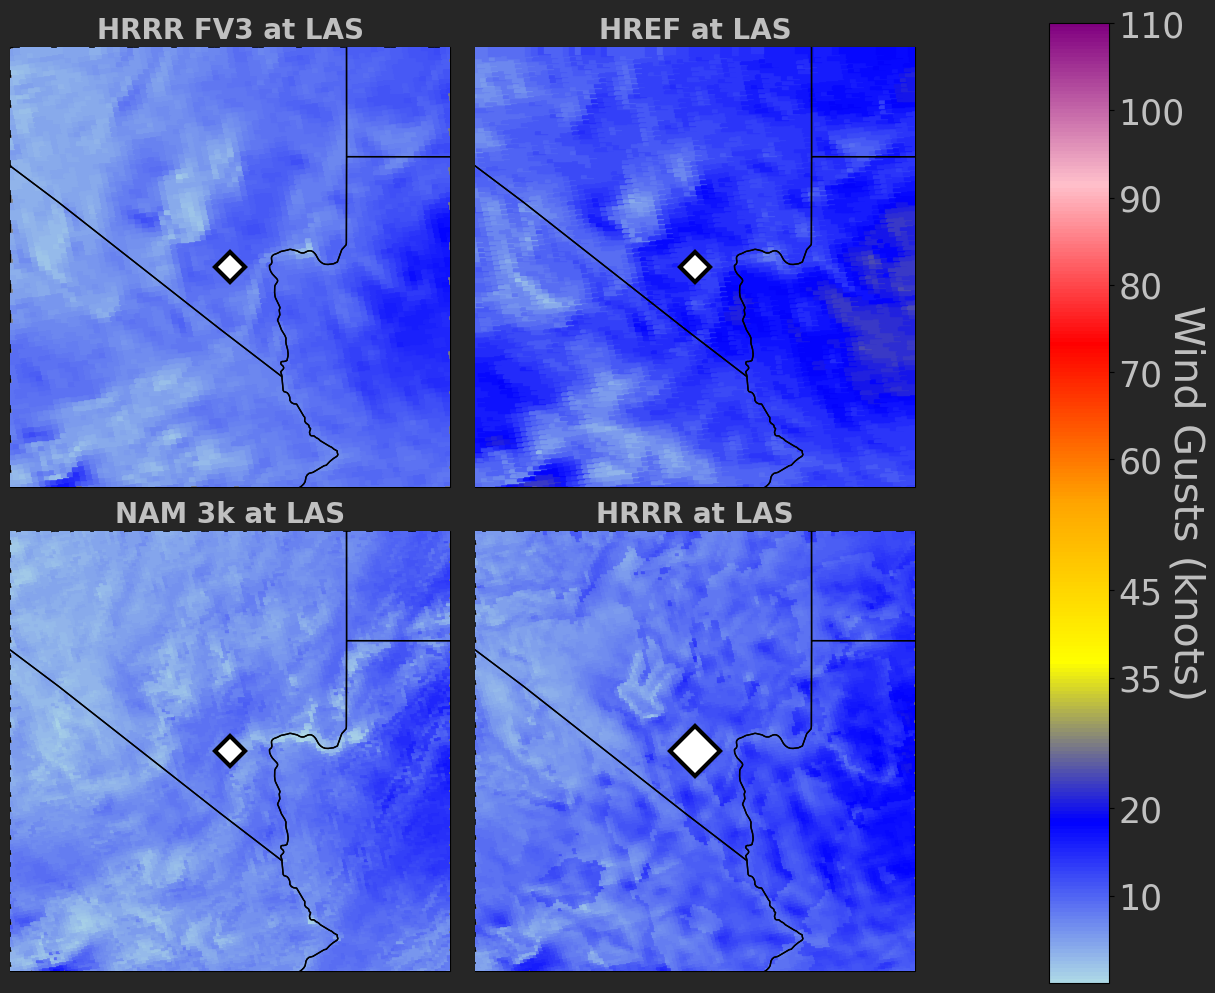 HRRR FV3 at LAS
HREF at LAS
NAM 3k at LAS
HRRR at LAS
110
100
90
80
70
60
45
35
20
10
Wind Gusts (knots)